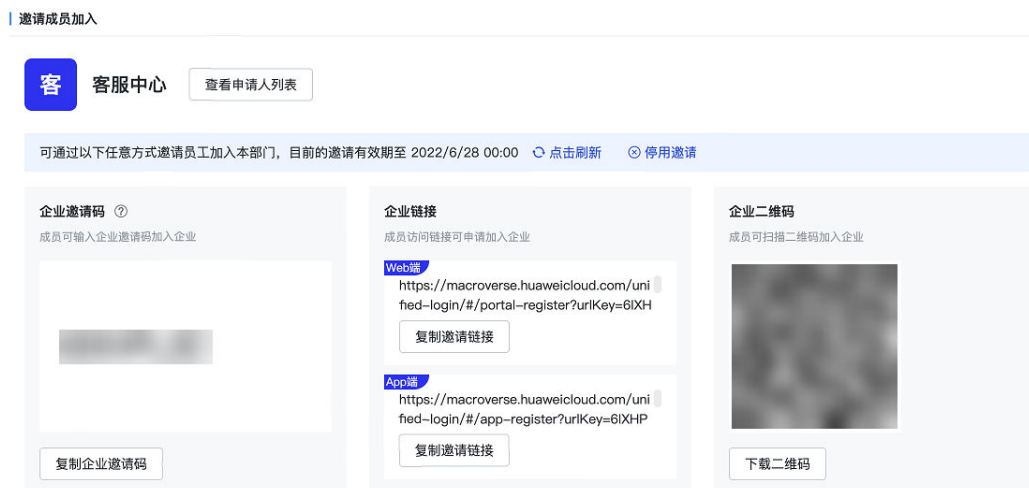 邀请成员加入
客
客服中心
查看申请人列表
可通过以下任意方式邀请员工加入本部门，目前的邀请有效期至 2022/6/28 00:00
点击刷新
停用邀请
企业邀请码 ?
成员可输入企业邀请码加入企业
复制企业邀请码
企业链接
成员访问链接可申请加入企业
Web端
https://macroverse.huaweicloud.com/uni
fied-login/#/portal-register?urlKey=6lXH
复制邀请链接
App端
https://macroverse.huaweicloud.com/uni
fied-login/#/app-register?urlKey=6lXHP
复制邀请链接
企业二维码
成员可扫描二维码加入企业
下载二维码